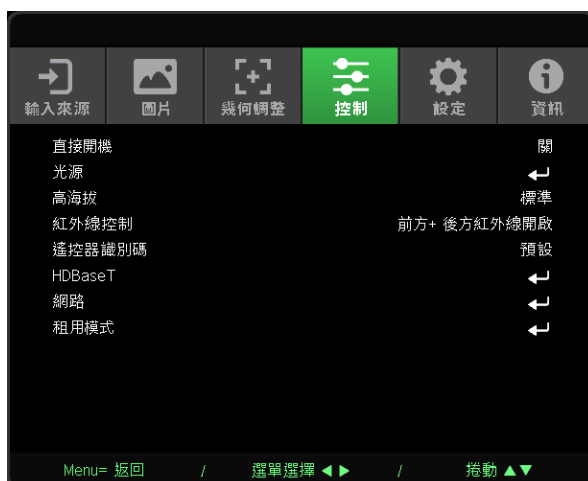 輸入來源 圖片 幾何調整 控制 設定 資訊
直接開機 關
光源
高海拔 標準
紅外線控制 前方+ 後方紅外線開啟
遙控器識別碼 預設
HDBaseT
網路
租用模式
Menu= 返回 / 選單選擇 ◀ ▶ / 捲動 ▲▼